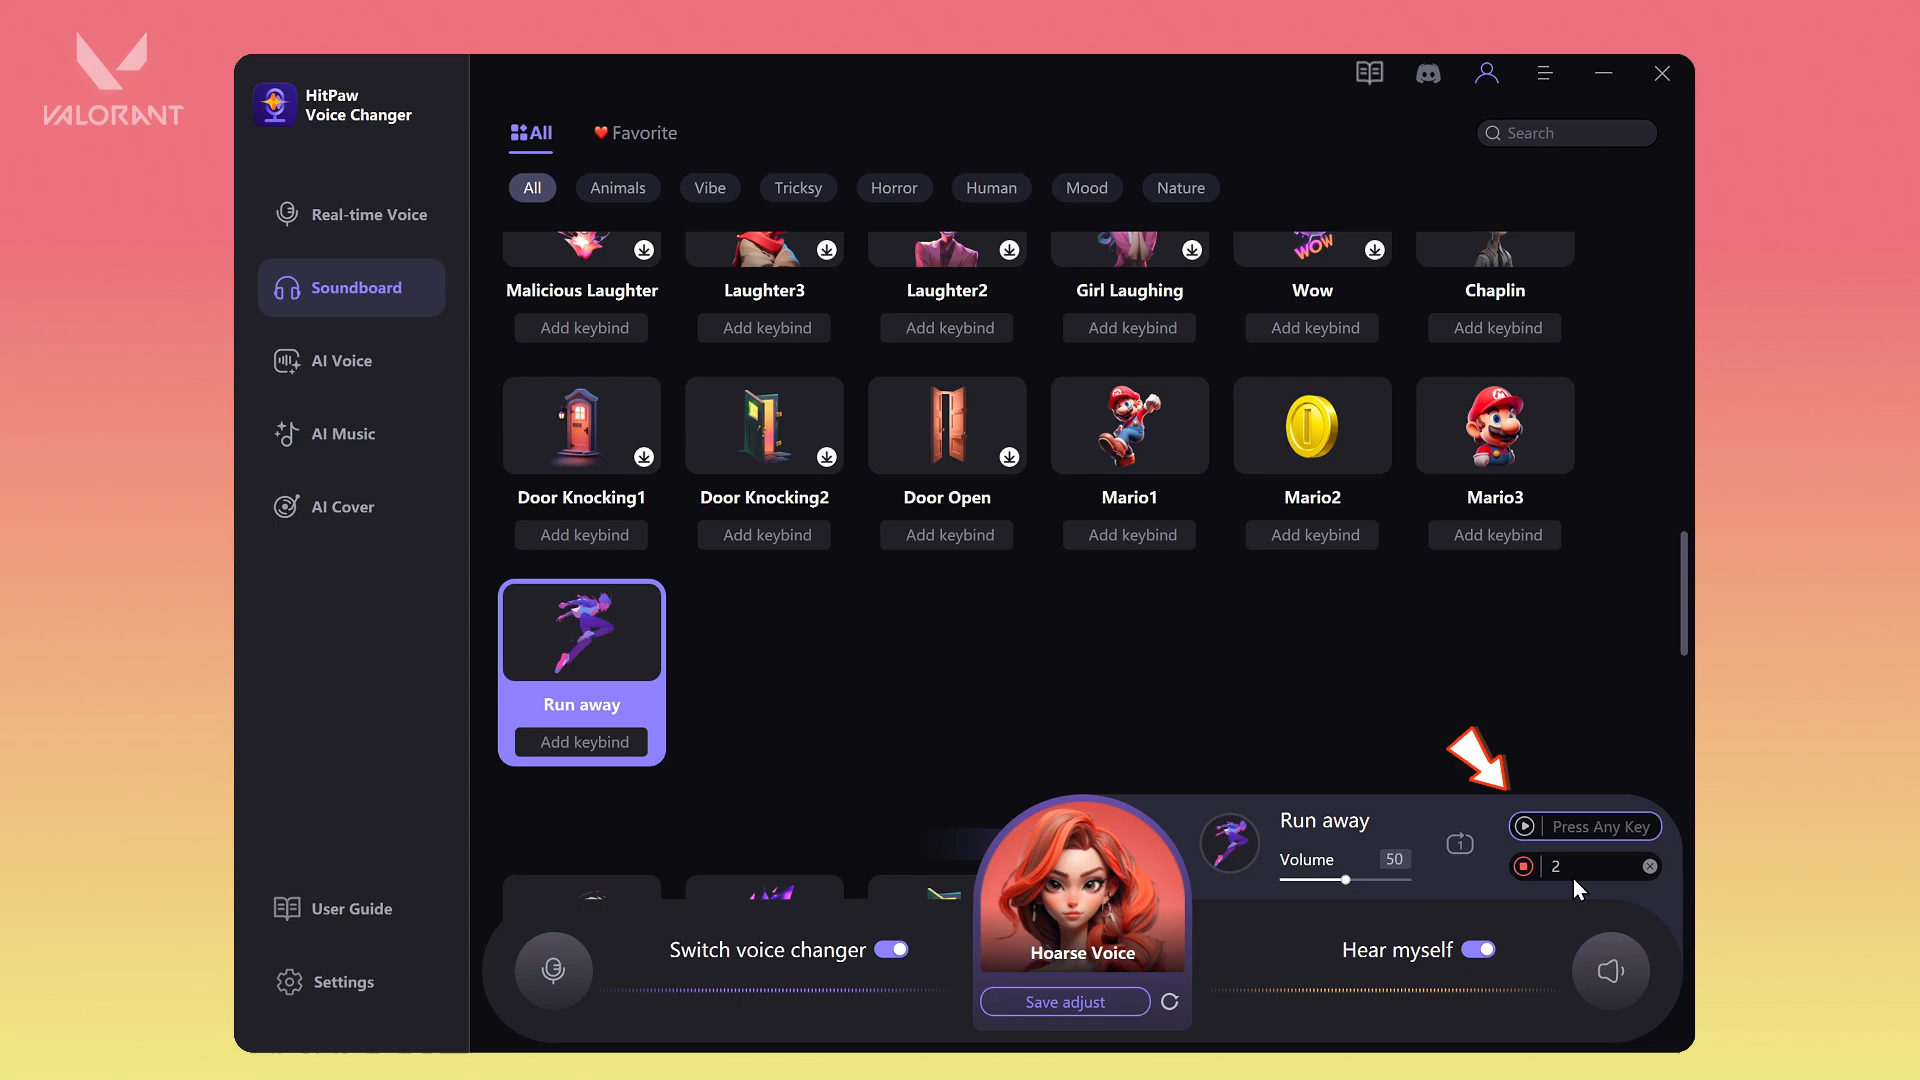 VALORANT
HitPaw
Voice Changer
All
Favorite
Search
All
Animals
Vibe
Tricksy
Horror
Human
Mood
Nature
Real-time Voice
Soundboard
AI Voice
AI Music
AI Cover
User Guide
Settings
WOW
Malicious Laughter
Laughter3
Laughter2
Girl Laughing
Wow
Chaplin
Add keybind
Add keybind
Add keybind
Add keybind
Add keybind
Add keybind
Door Knocking1
Door Knocking2
Door Open
Mario1
Mario2
Mario3
Add keybind
Add keybind
Add keybind
Add keybind
Add keybind
Add keybind
Run away
Add keybind
Run away
Volume
50
1
Press Any Key
2
Switch voice changer
Hoarse Voice
Save adjust
Hear myself